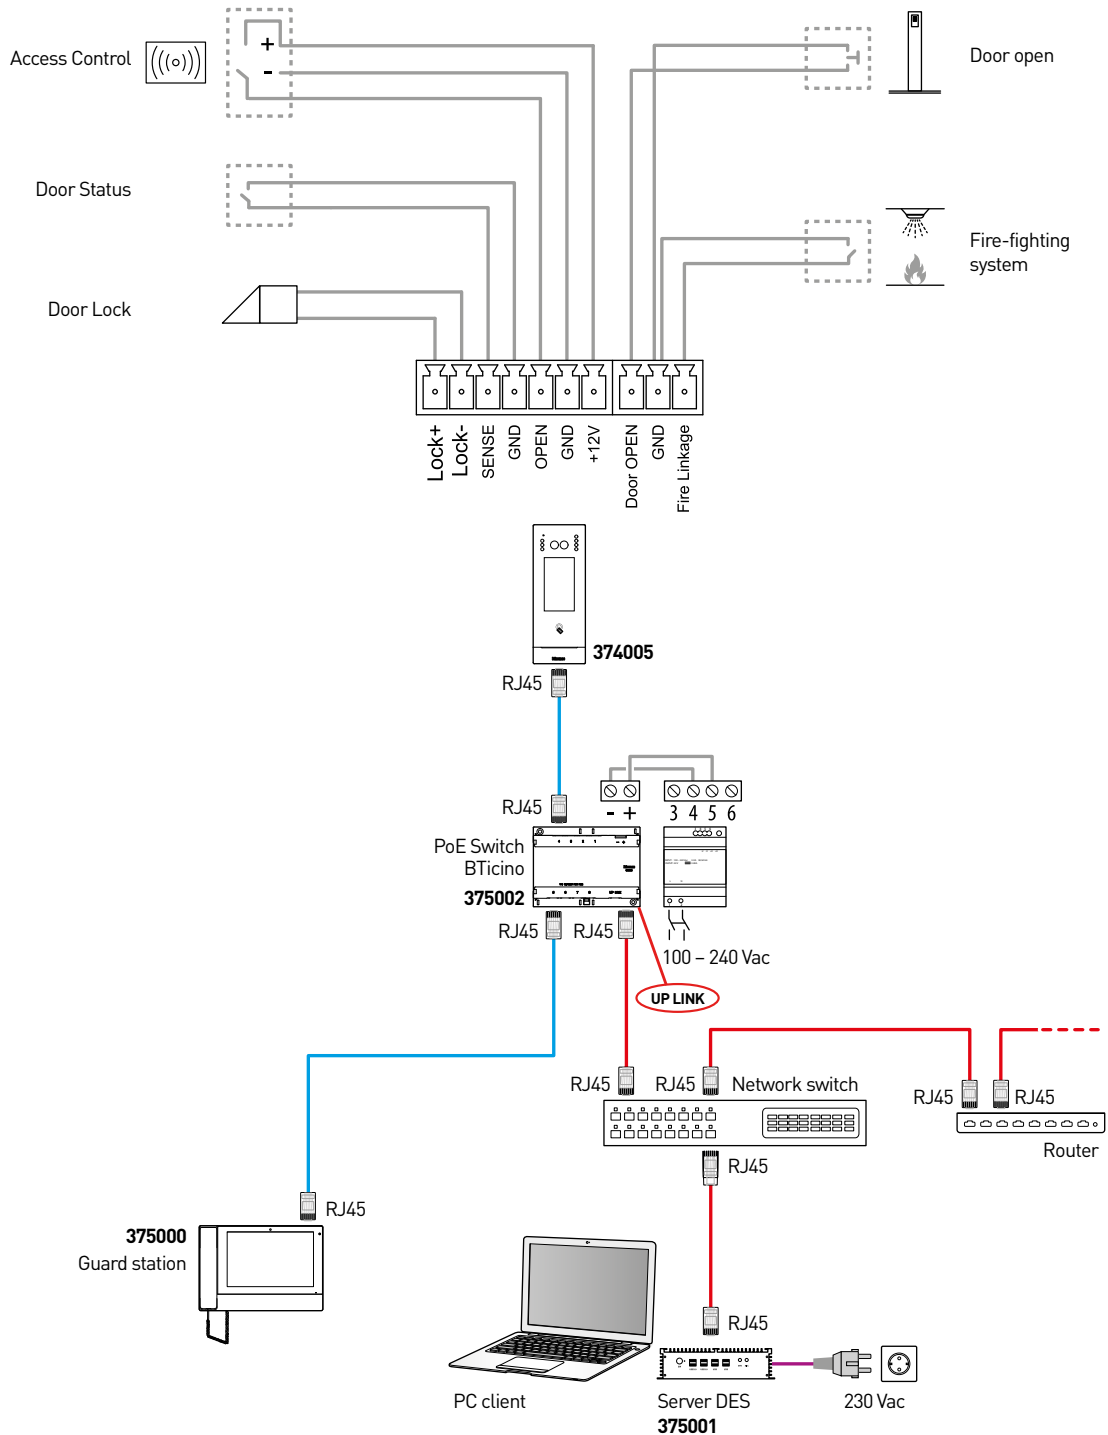 Access Control
+
-
Door open
Door Status
Fire-fighting
system
Door Lock
Lock+
Lock-
SENSE
GND
OPEN
GND
+12V
Door OPEN
GND
Fire Linkage
374005
RJ45
RJ45
- +
3 4 5 6
PoE Switch
BTicino
375002
RJ45
RJ45
100 – 240 Vac
UP LINK
RJ45
RJ45
Network switch
RJ45
RJ45
Router
RJ45
RJ45
375000
Guard station
RJ45
PC client
Server DES
375001
230 Vac